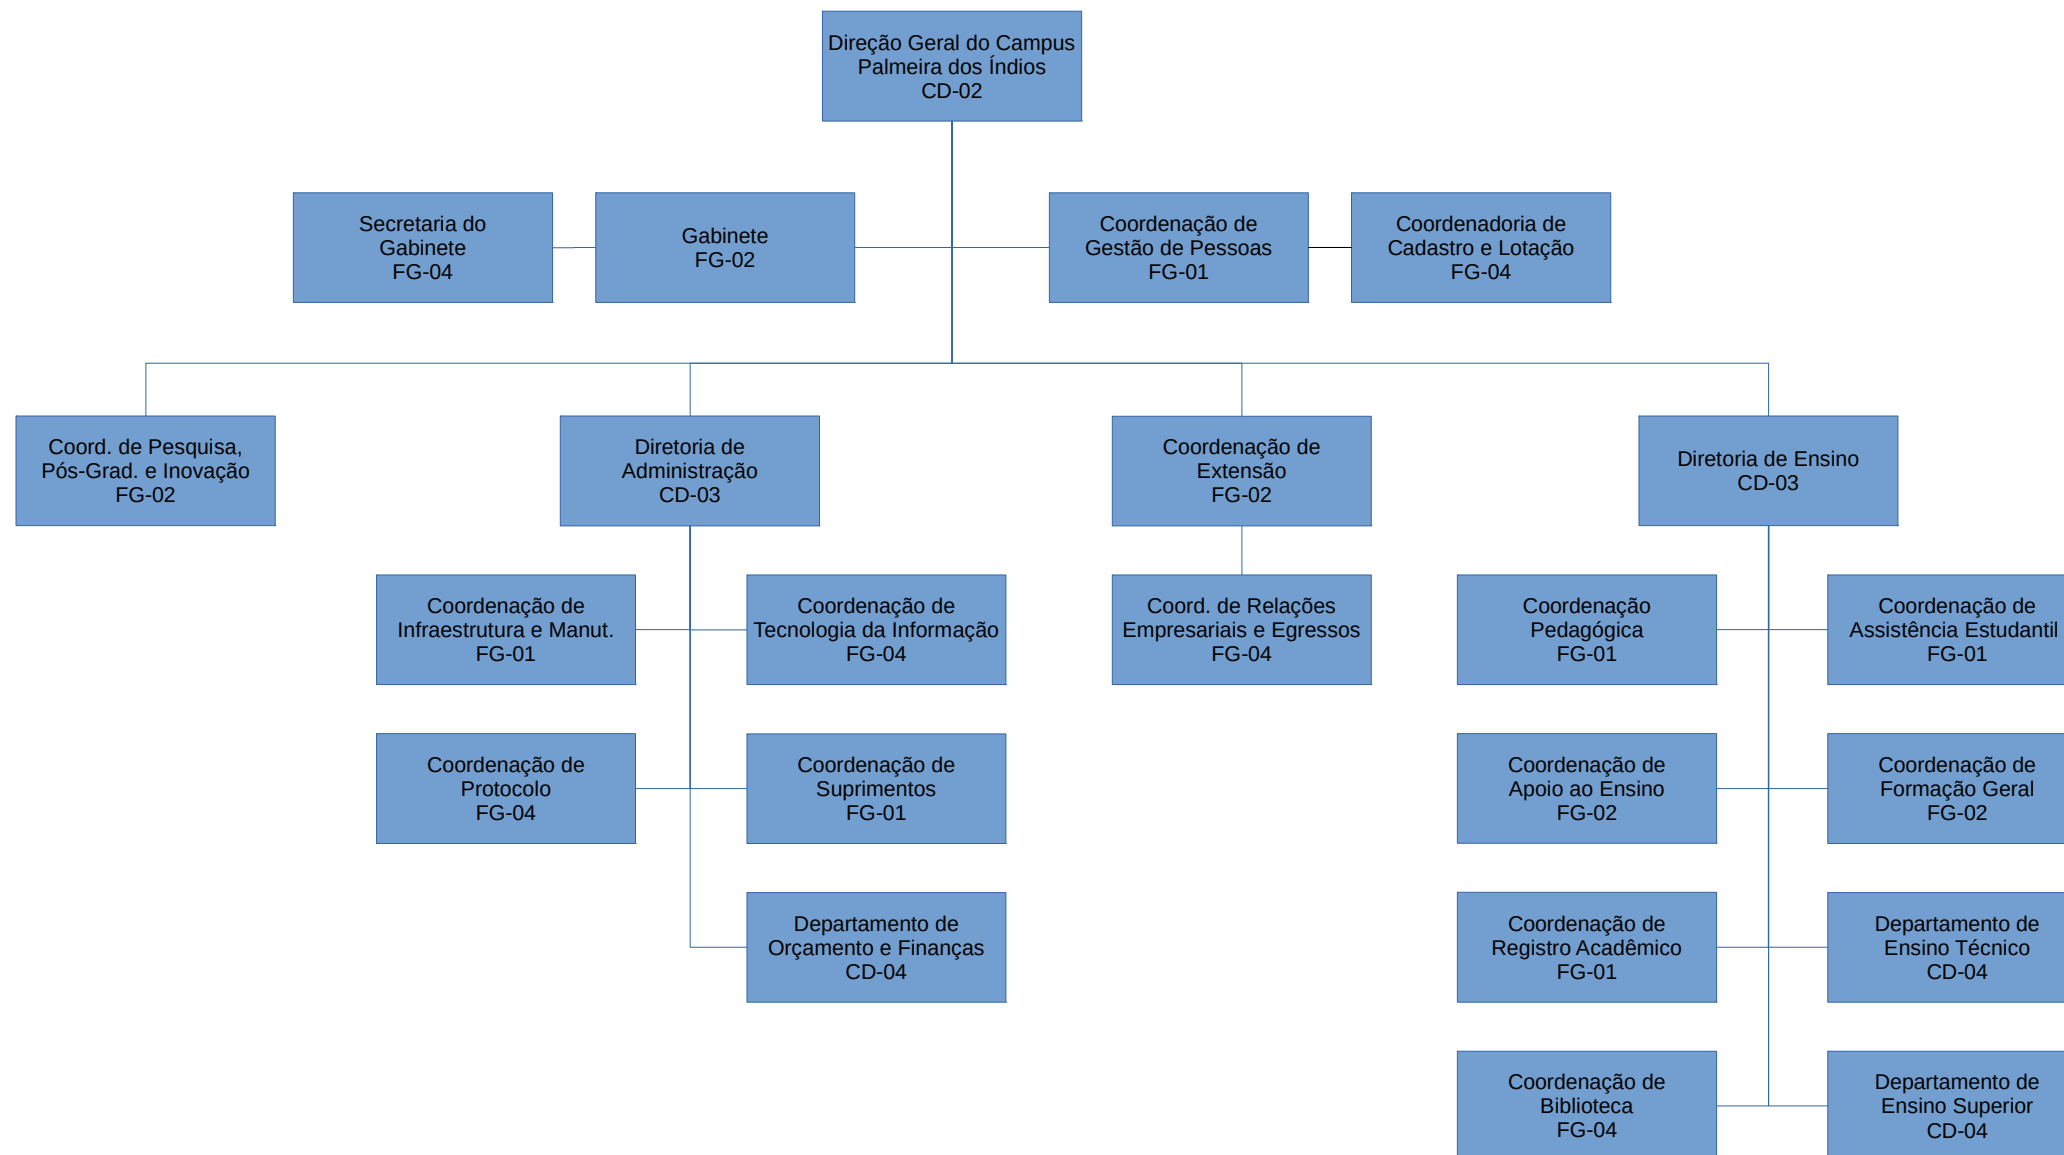 Direção Geral do Campus
Palmeira dos Índios
CD-02
Secretaria do
Gabinete
FG-04
Gabinete
FG-02
Coordenação de
Gestão de Pessoas
FG-01
Coordenadoria de
Cadastro e Lotação
FG-04
Coord. de Pesquisa,
Pós-Grad. e Inovação
FG-02
Diretoria de
Administração
CD-03
Coordenação de
Extensão
FG-02
Diretoria de Ensino
CD-03
Coordenação de
Infraestrutura e Manut.
FG-01
Coordenação de
Tecnologia da Informação
FG-04
Coord. de Relações
Empresariais e Egressos
FG-04
Coordenação
Pedagógica
FG-01
Coordenação de
Assistência Estudantil
FG-01
Coordenação de
Protocolo
FG-04
Coordenação de
Suprimentos
FG-01
Coordenação de
Apoio ao Ensino
FG-02
Coordenação de
Formação Geral
FG-02
Departamento de
Orçamento e Finanças
CD-04
Coordenação de
Registro Acadêmico
FG-01
Departamento de
Ensino Técnico
CD-04
Coordenação de
Biblioteca
FG-04
Departamento de
Ensino Superior
CD-04